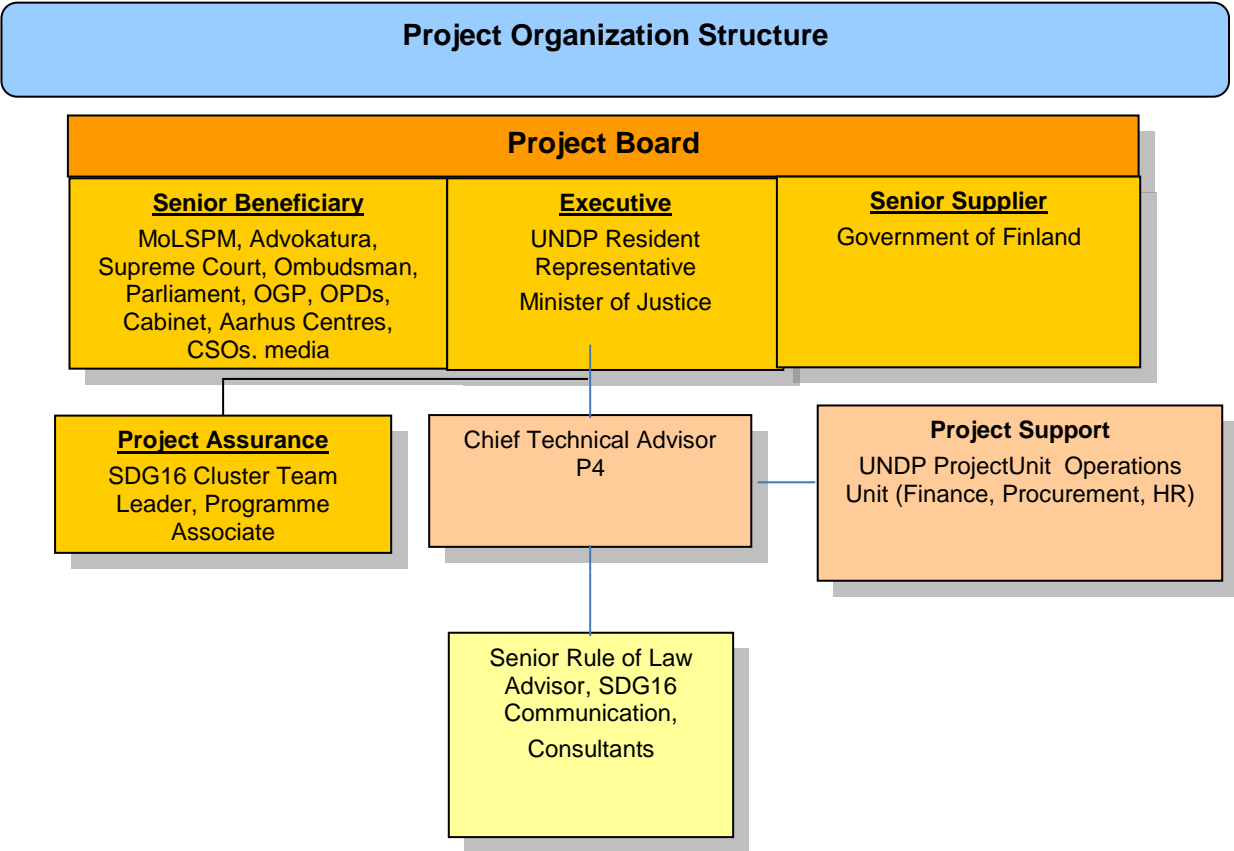 Project Organization Structure
Project Board
Senior Beneficiary
MoLSPM, Advokatura,
Supreme Court, Ombudsman,
Parliament, OGP, OPDs,
Cabinet, Aarhus Centres,
CSOs, media
Executive
UNDP Resident
Representative
Minister of Justice
Senior Supplier
Government of Finland
Project Assurance
SDG16 Cluster Team
Leader, Programme
Associate
Chief Technical Advisor
P4
Project Support
UNDP ProjectUnit Operations
Unit (Finance, Procurement, HR)
Senior Rule of Law
Advisor, SDG16
Communication,
Consultants